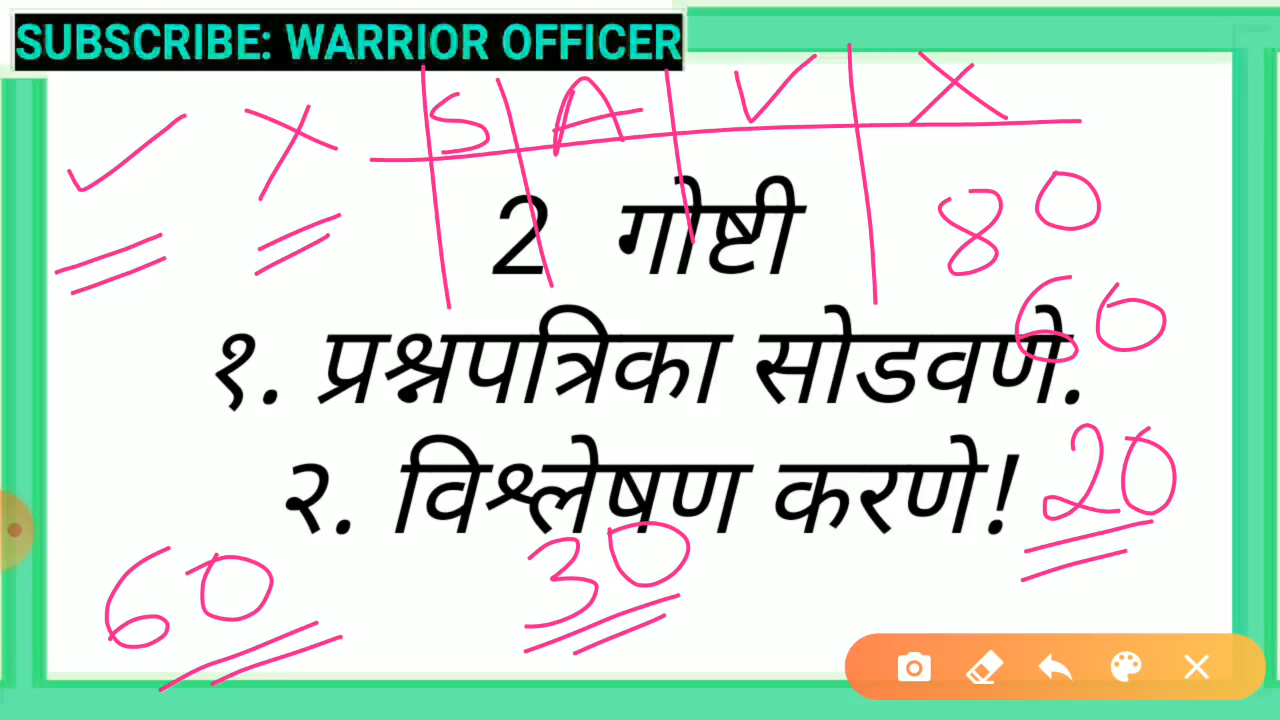 SUBSCRIBE: WARRIOR OFFICER
✓ X S A ✓ X
2 गोष्टी
80
60
१. प्रश्नपत्रिका सोडवणे.
२. विश्लेषण करणे!
20
60 30